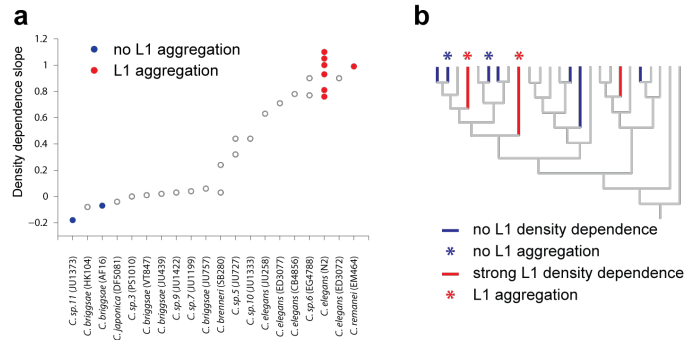 a
no L1 aggregation
L1 aggregation
Density dependence slope
1.2
1
0.8
0.6
0.4
0.2
0
−0.2
C. sp.11 (JU1373)
C. briggsae (HK104)
C. briggsae (AF16)
C. japonica (DF5081)
C. sp.3 (PS1010)
C. briggsae (VT847)
C. briggsae (JU439)
C. sp.9 (JU1422)
C. sp.7 (JU1199)
C. briggsae (JU757)
C. brenneri (SB280)
C. sp.5 (JU727)
C. sp.10 (JU1333)
C. elegans (JU258)
C. elegans (ED3077)
C. elegans (CB4856)
C. sp.6 (EG4788)
C. elegans (N2)
C. elegans (ED3072)
C. remanei (EM464)
b
* * * *
no L1 density dependence
* no L1 aggregation
strong L1 density dependence
* L1 aggregation